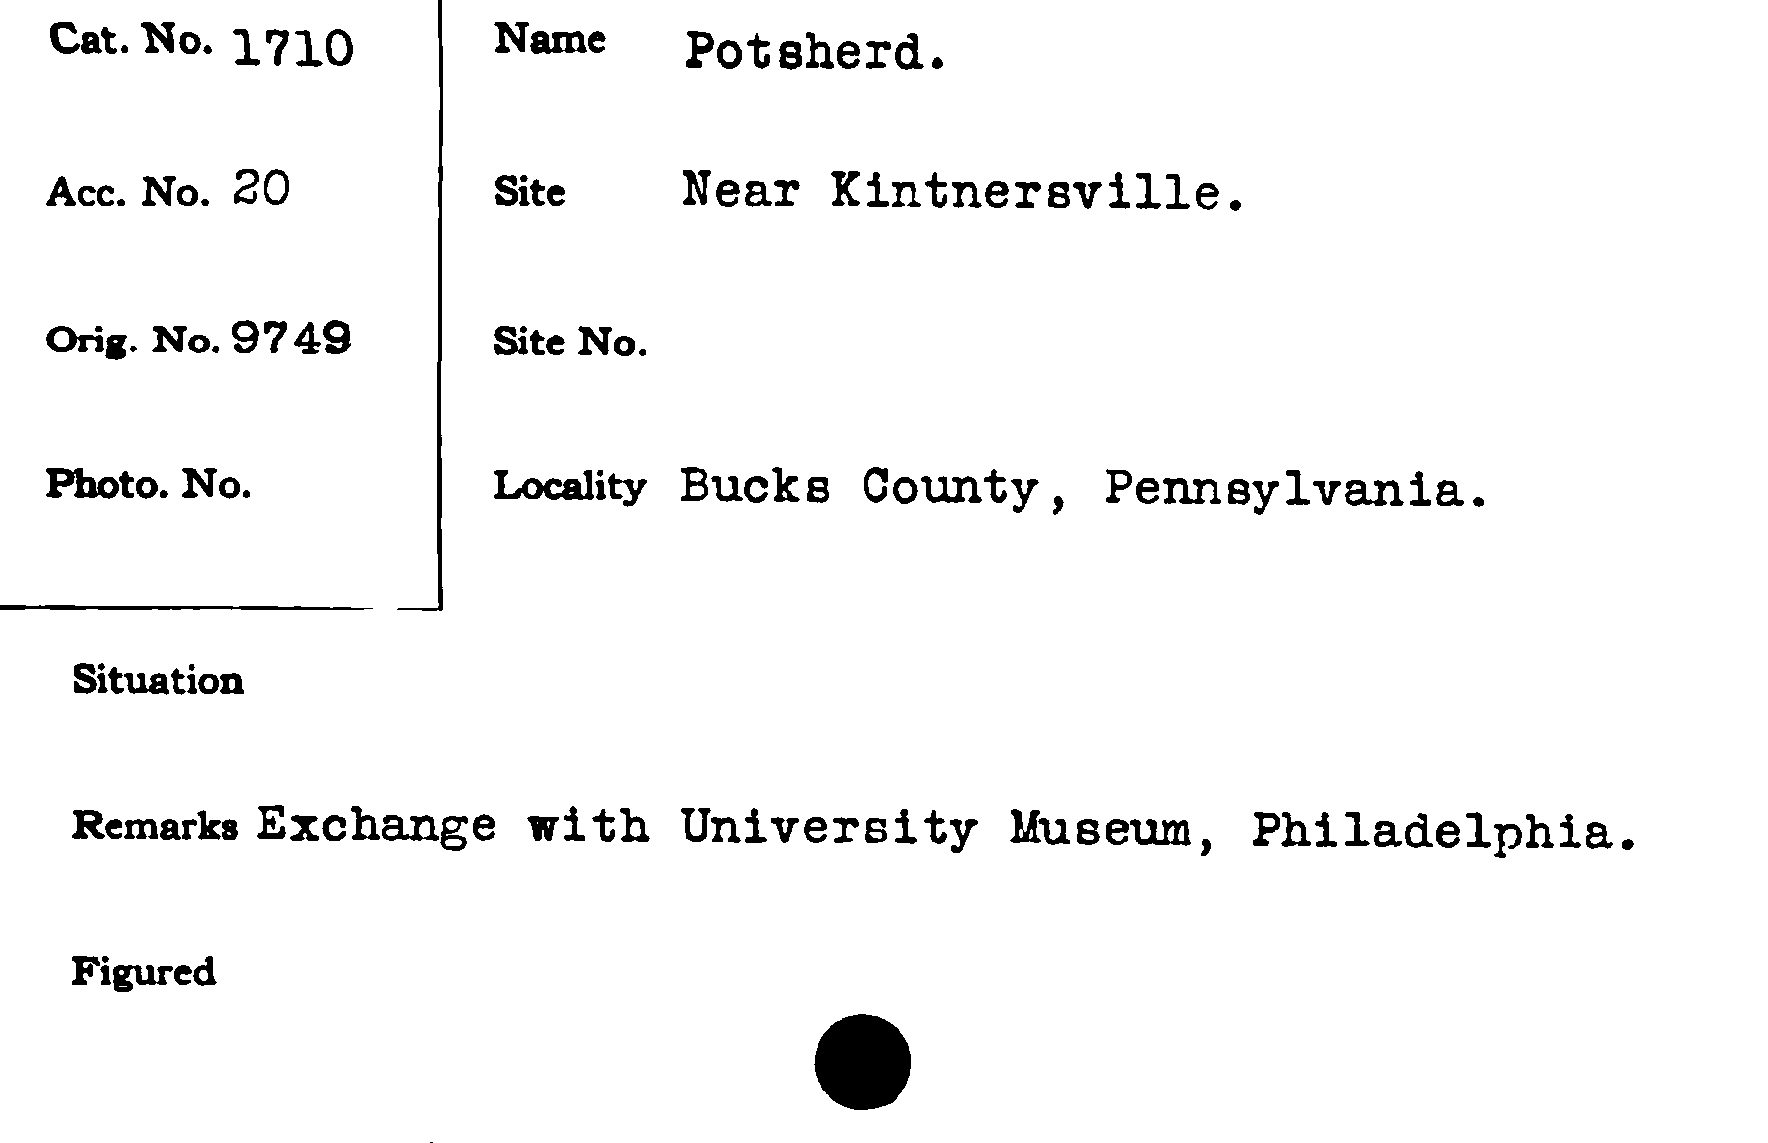 Cat. No. 1710
Name Potsherd.
Acc. No. 20
Site Near Kintnersville.
Orig. No. 9749
Site No.
Photo. No.
Locality Bucks County, Pennsylvania.
Situation
Remarks Exchange with University Museum, Philadelphia.
Figured